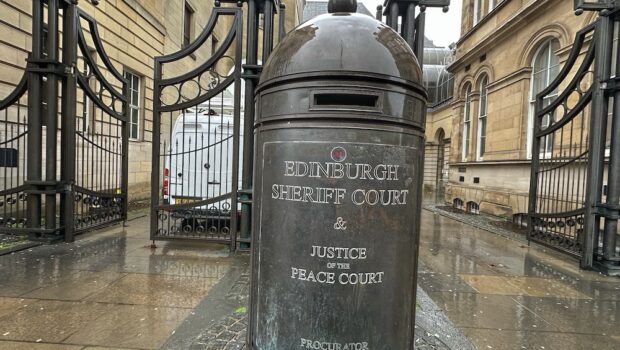 EDINBURGH
SHERIFF COURT
&
JUSTICE
OF THE
PEACE COURT
PROCURATOR